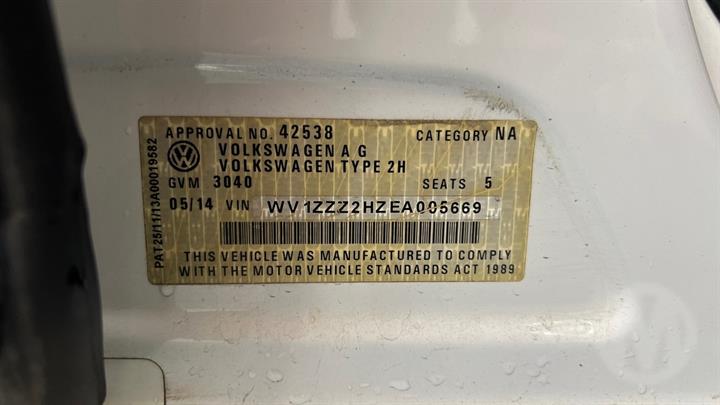 APPROVAL NO. 42538 CATEGORY NA
VOLKSWAGEN A G
VOLKSWAGEN TYPE 2H
GVM 3040 SEATS 5
05/14 VIN WV1ZZZ2HZEA005669
THIS VEHICLE WAS MANUFACTURED TO COMPLY
WITH THE MOTOR VEHICLE STANDARDS ACT 1989
PAT25/11/13A00019582